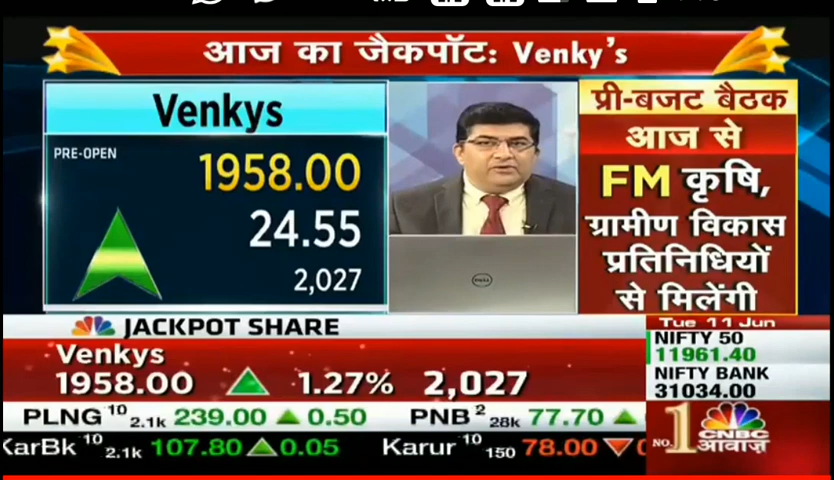 आज का जैकपॉट: Venky's
Venkys
PRE-OPEN
1958.00
24.55
2,027
DELL
प्री-बजट बैठक
आज से
FM कृषि,
ग्रामीण विकास
प्रतिनिधियों
से मिलेंगी
JACKPOT SHARE
Venkys
1958.00 1.27% 2,027
Tue 11 Jun
NIFTY 50
11961.40
NIFTY BANK
31034.00
PLNG 10 2.1k 239.00 0.50 PNB 2 28k 77.70
KarBk 10 2.1k 107.80 0.05 Karur 10 150 78.00
NO.1 CNBC
आवाज़